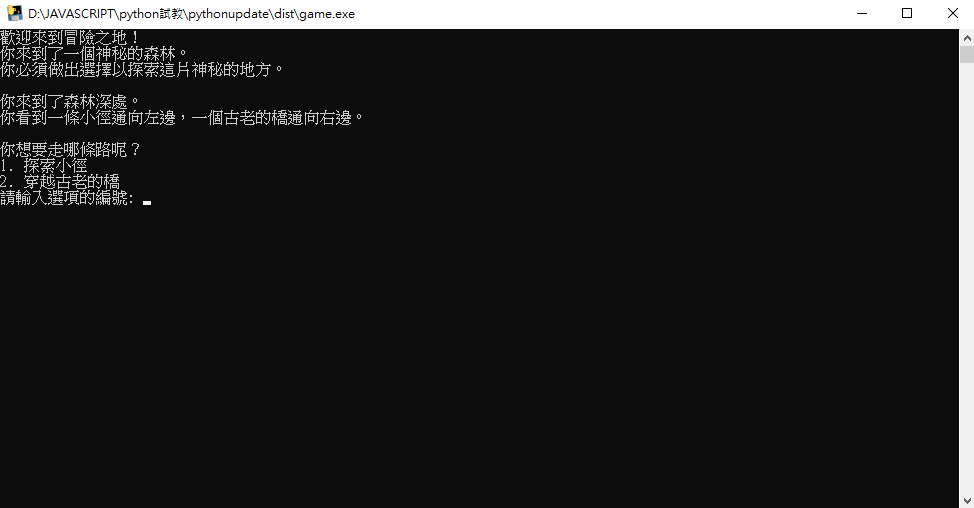 D:\JAVASCRIPT\python試教\pythonupdate\dist\game.exe
歡迎來到冒險之地！
你來到了一個神秘的森林。
你必須做出選擇以探索這片神秘的地方。
你來到了森林深處。
你看到一條小徑通向左邊，一個古老的橋通向右邊。
你想要走哪條路呢？
1. 探索小徑
2. 穿越古老的橋
請輸入選項的編號: